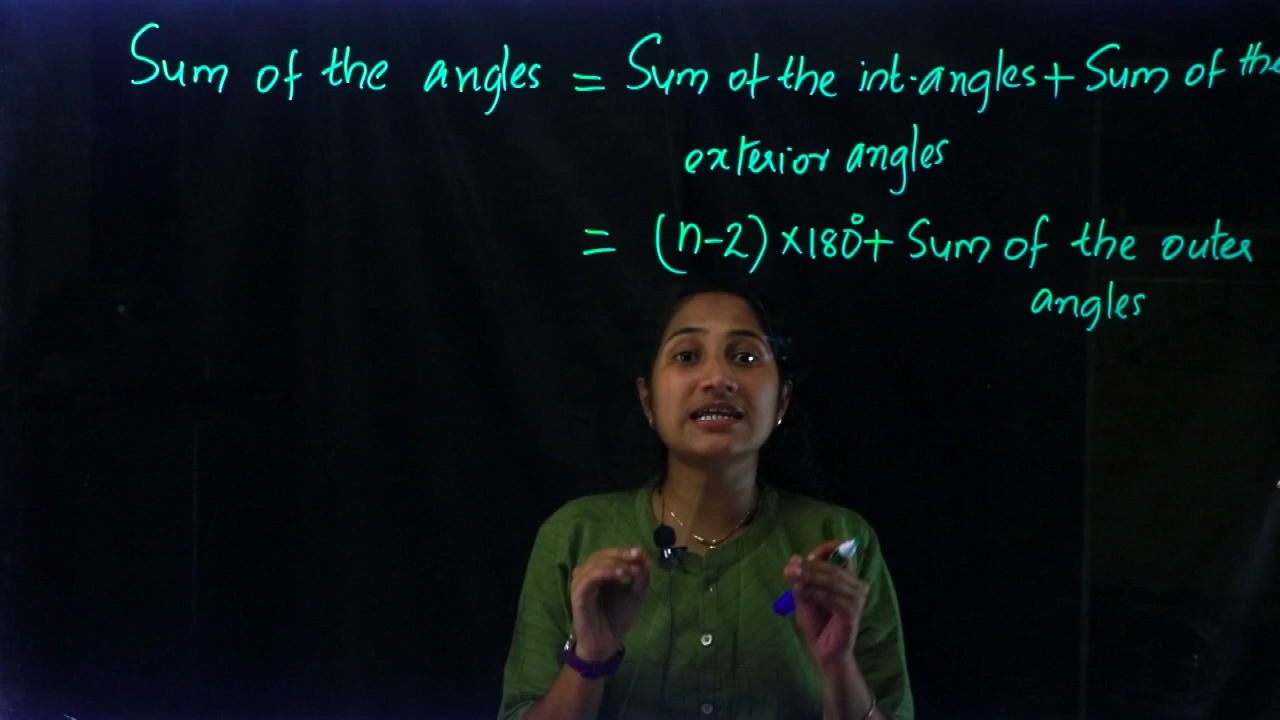 Sum of the angles = Sum of the int.angles + Sum of the
exterior angles
= (n-2) ×180° + Sum of the outer
angles